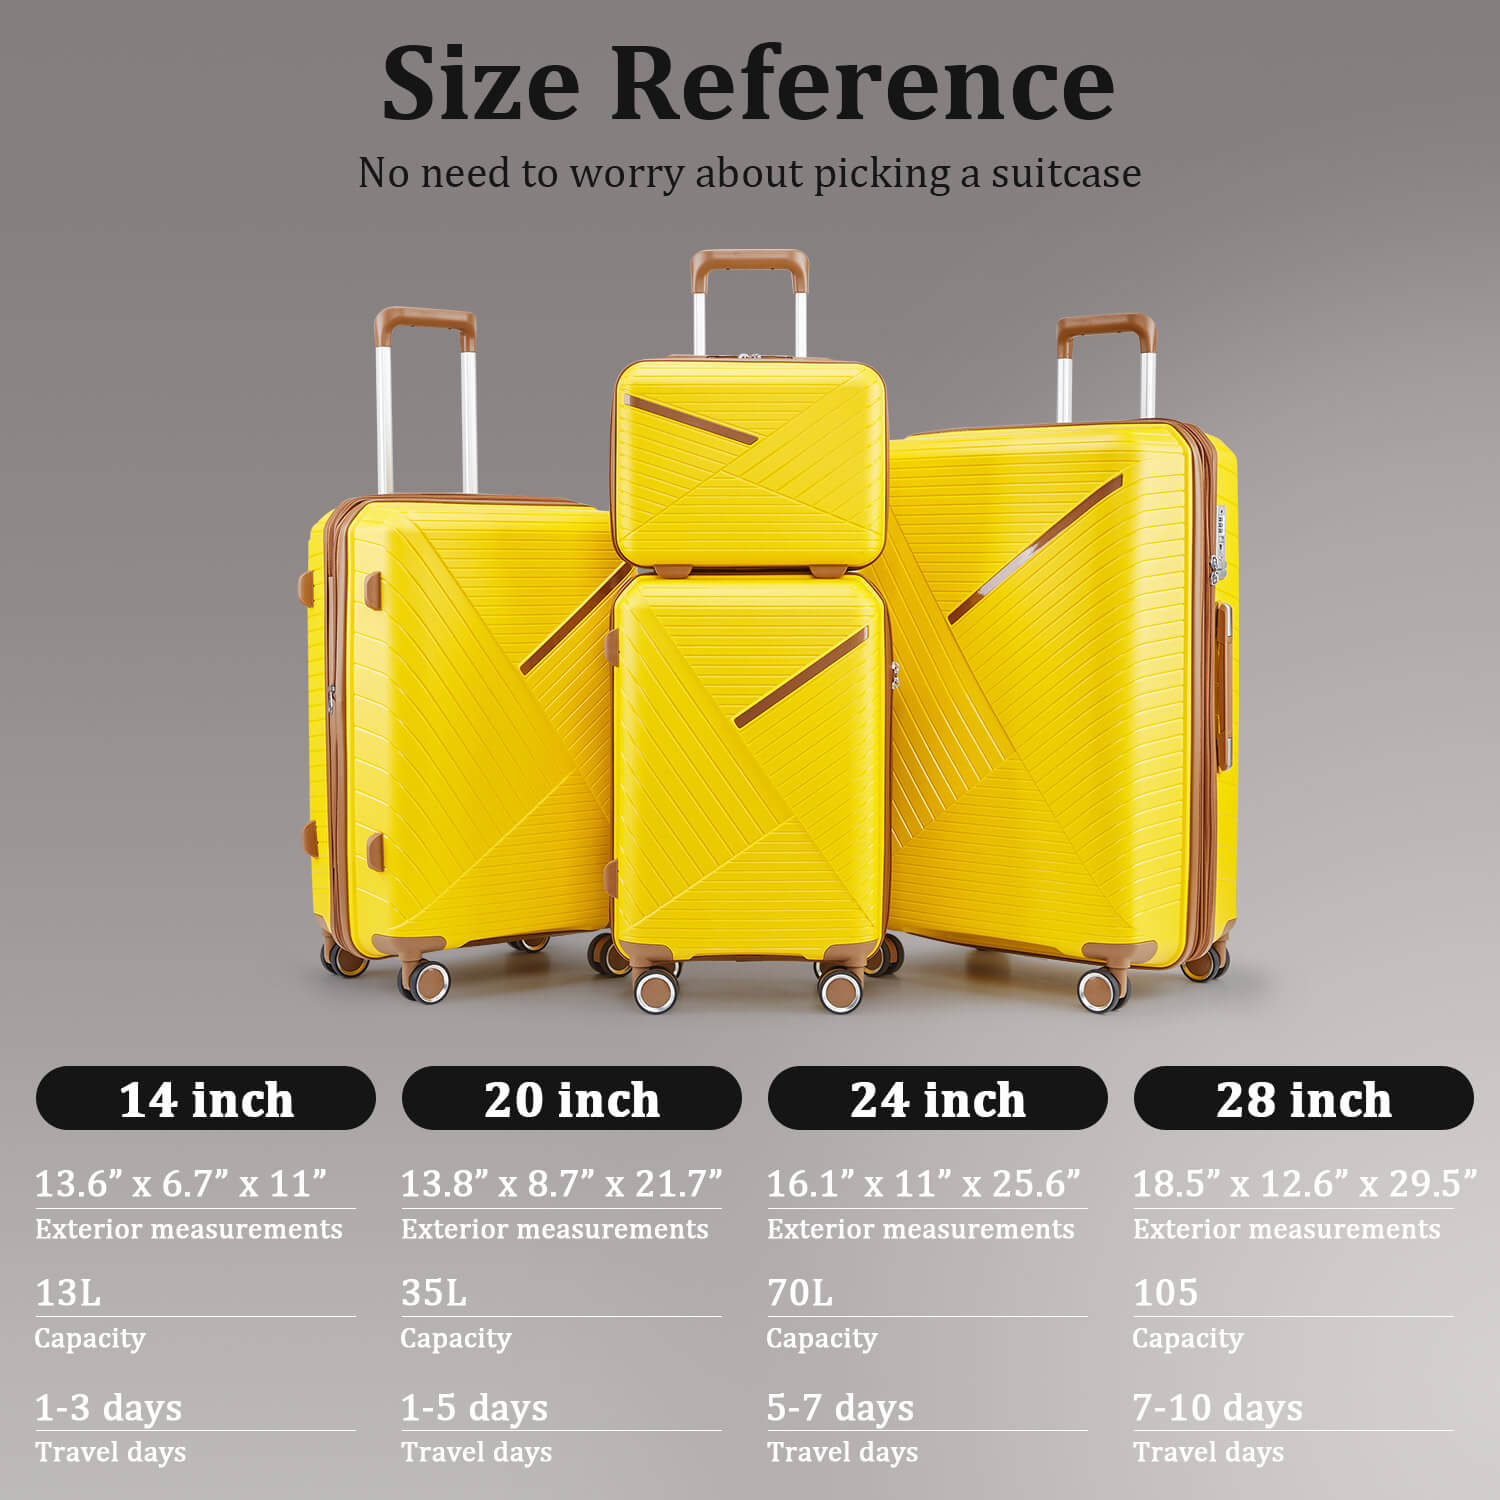 Size Reference
No need to worry about picking a suitcase
14 inch
20 inch
24 inch
28 inch
13.6” x 6.7” x 11”
13.8” x 8.7” x 21.7”
16.1” x 11” x 25.6”
18.5” x 12.6” x 29.5”
Exterior measurements
Exterior measurements
Exterior measurements
Exterior measurements
13L
35L
70L
105
Capacity
Capacity
Capacity
Capacity
1-3 days
1-5 days
5-7 days
7-10 days
Travel days
Travel days
Travel days
Travel days